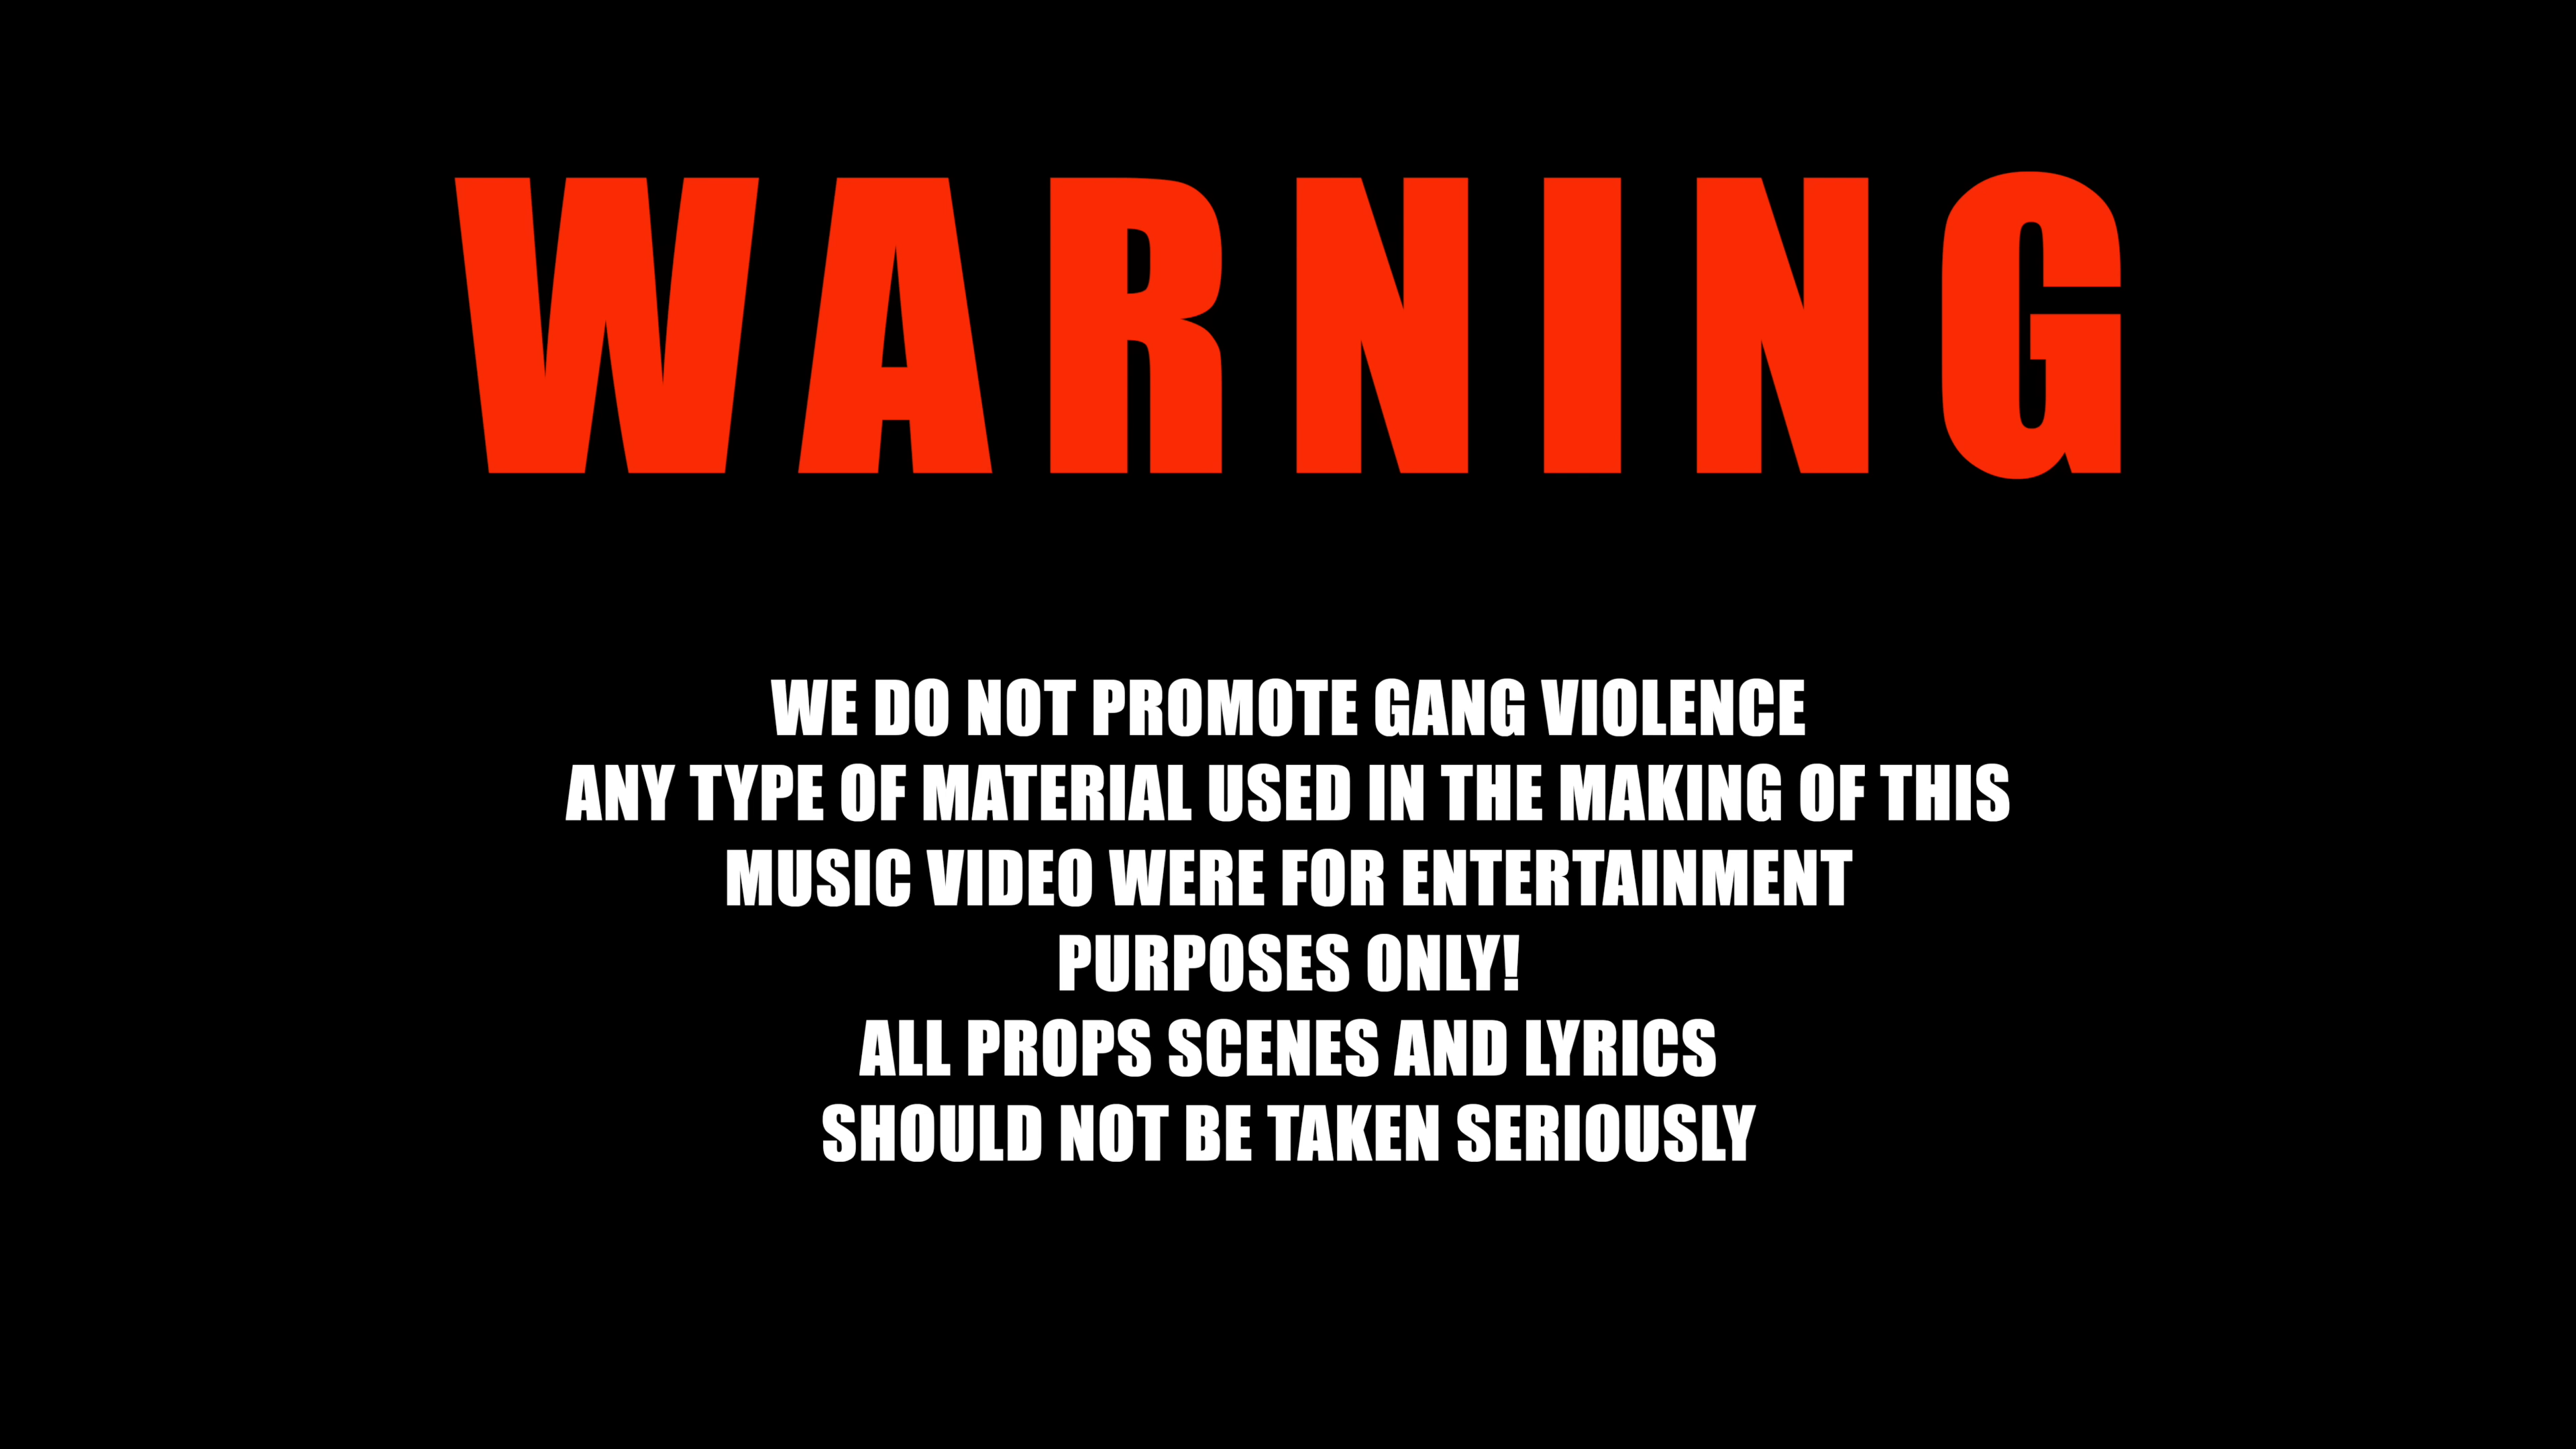 WARNING
WE DO NOT PROMOTE GANG VIOLENCE
ANY TYPE OF MATERIAL USED IN THE MAKING OF THIS
MUSIC VIDEO WERE FOR ENTERTAINMENT
PURPOSES ONLY!
ALL PROPS SCENES AND LYRICS
SHOULD NOT BE TAKEN SERIOUSLY